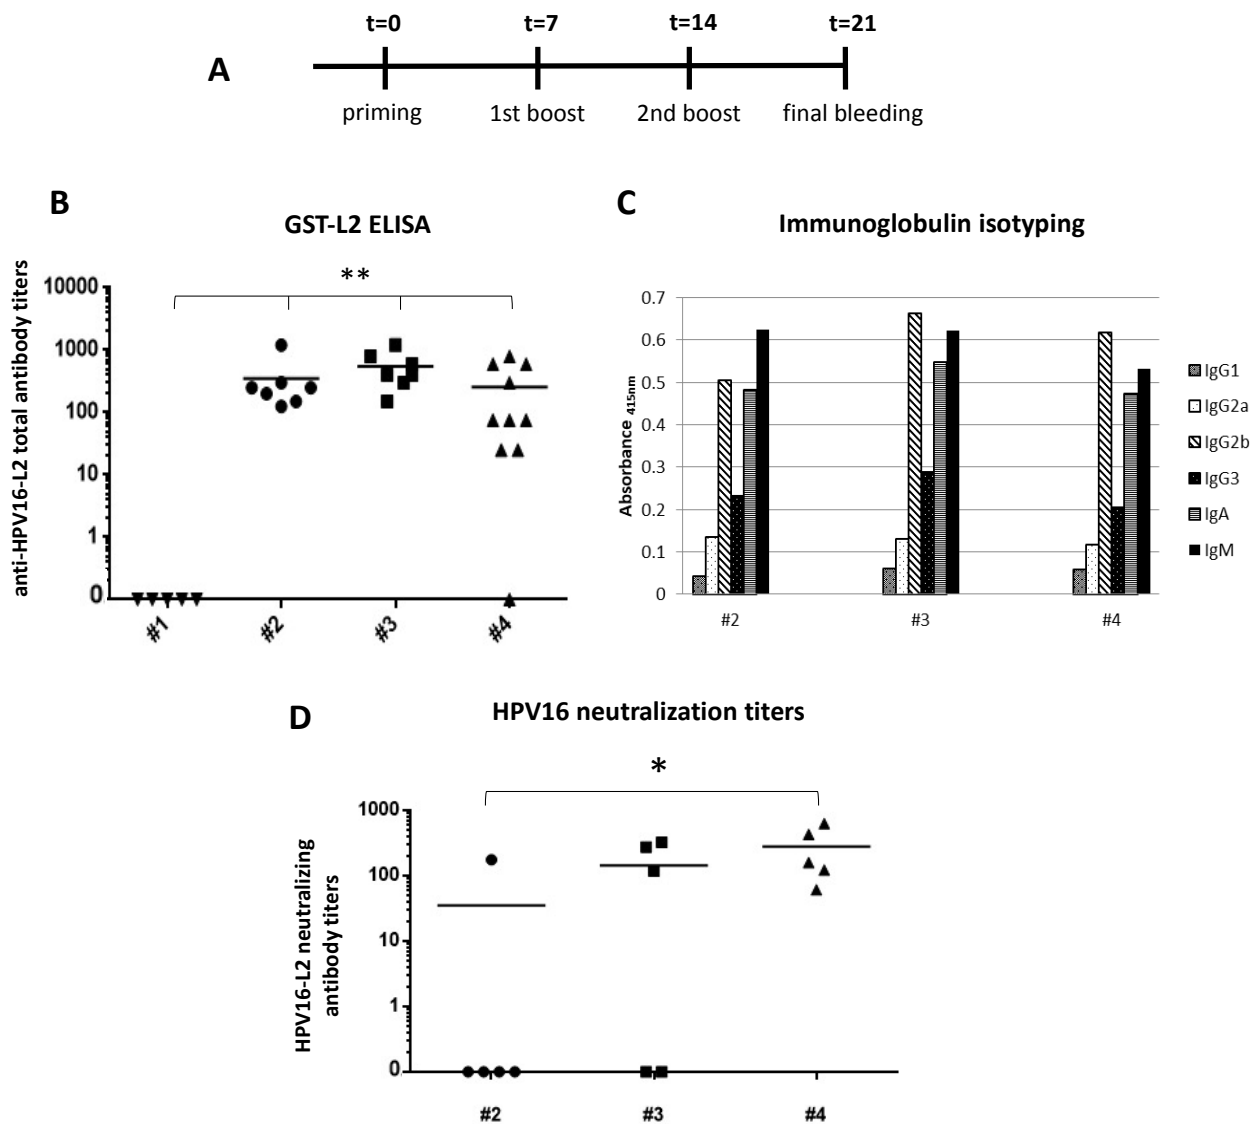 t=0 t=7 t=14 t=21
A
priming 1st boost 2nd boost final bleeding
B
GST-L2 ELISA
**
anti-HPV16-L2 total antibody titers
10000
1000
100
10
1
0
#1 #2 #3 #4
C
Immunoglobulin isotyping
Absorbance 415nm
0.7
0.6
0.5
0.4
0.3
0.2
0.1
0
#2 #3 #4
IgG1
IgG2a
IgG2b
IgG3
IgA
IgM
D
HPV16 neutralization titers
*
HPV16-L2 neutralizing
antibody titers
1000
100
10
1
0
#2 #3 #4